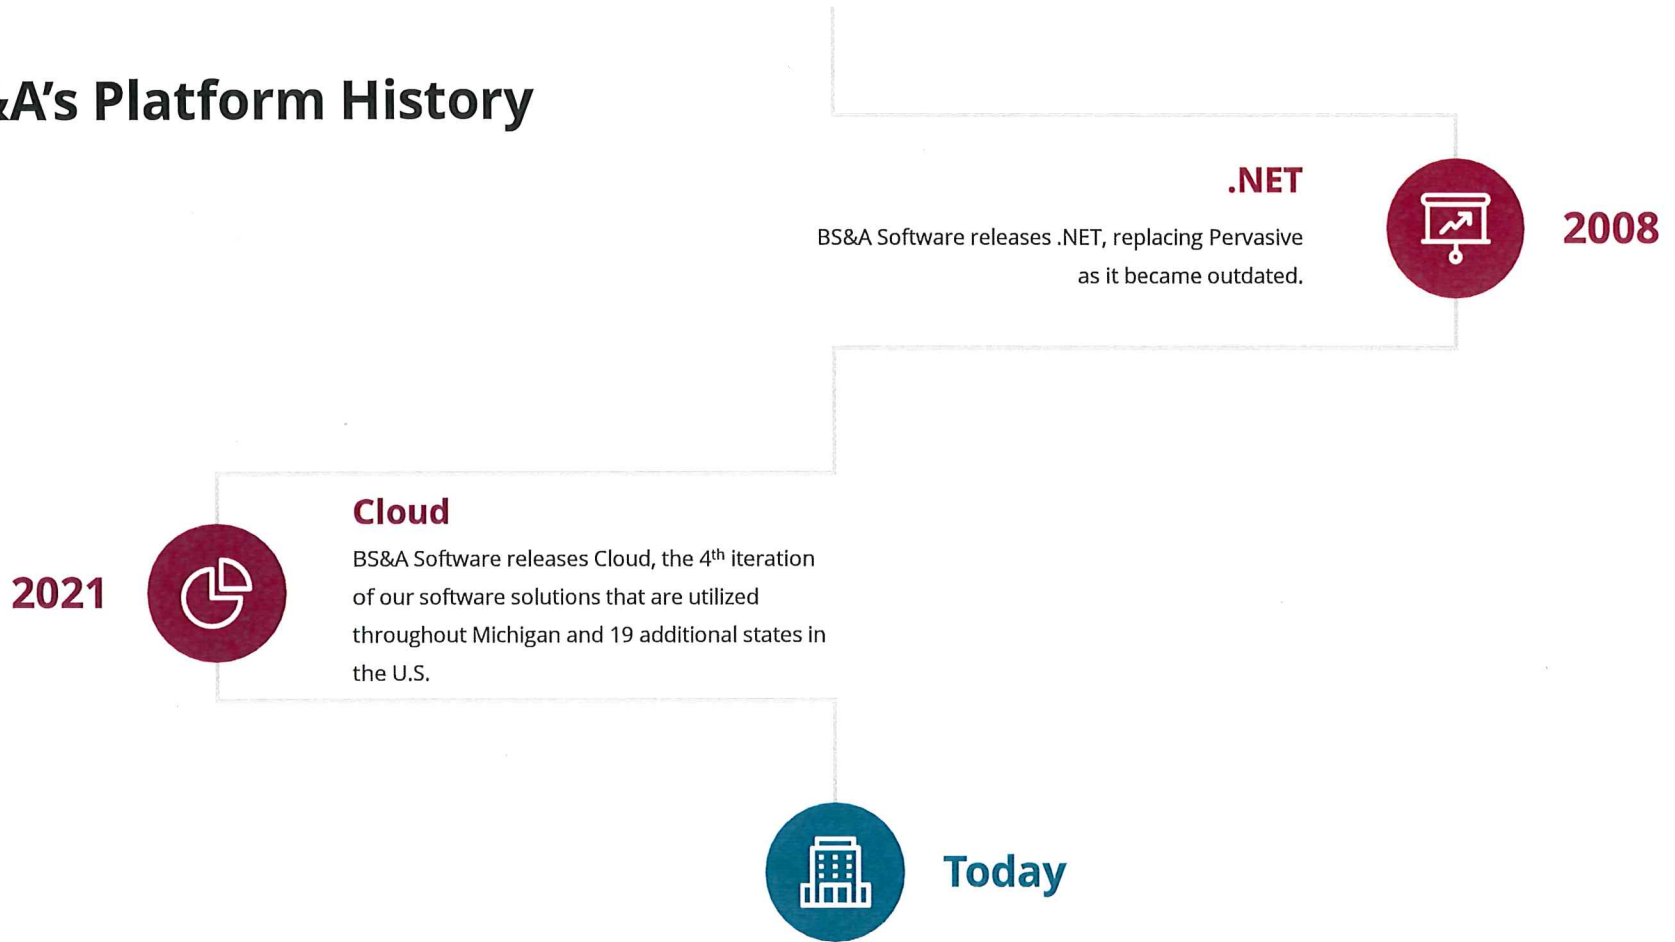 &A’s Platform History
.NET
BS&A Software releases .NET, replacing Pervasive
as it became outdated.
2008
Cloud
BS&A Software releases Cloud, the 4th iteration
of our software solutions that are utilized
throughout Michigan and 19 additional states in
the U.S.
2021
Today